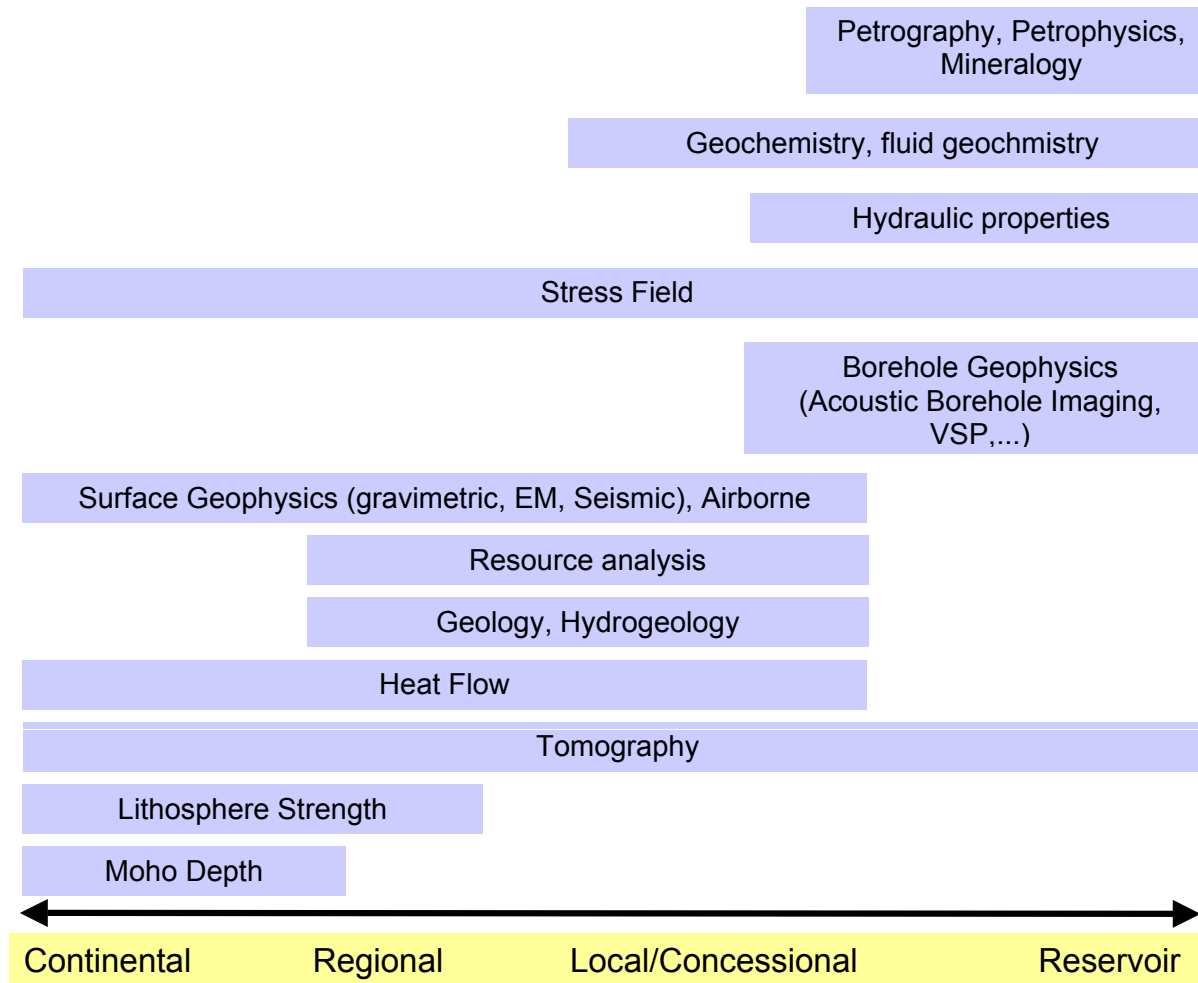 Petrography, Petrophysics,
Mineralogy
Geochemistry, fluid geochmistry
Hydraulic properties
Stress Field
Borehole Geophysics
(Acoustic Borehole Imaging,
VSP,...)
Surface Geophysics (gravimetric, EM, Seismic), Airborne
Resource analysis
Geology, Hydrogeology
Heat Flow
Tomography
Lithosphere Strength
Moho Depth
Continental Regional Local/Concessional Reservoir